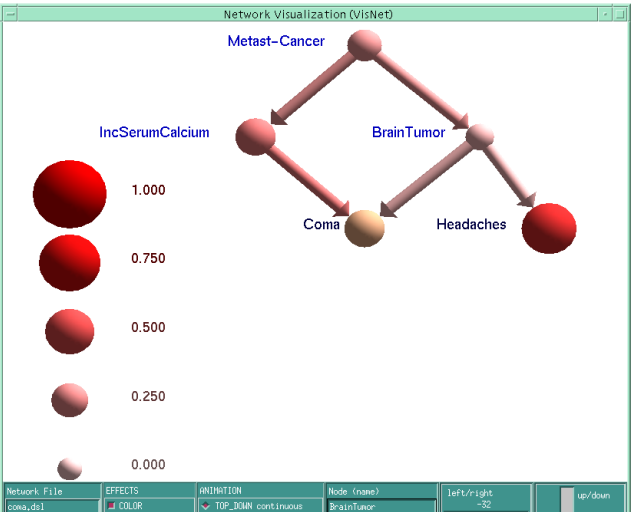 Network Visualization (VisNet)
Metast-Cancer
IncSerumCalcium
BrainTumor
1.000
Coma
Headaches
0.750
0.500
0.250
0.000
Network File
EFFECTS
ANIMATION
Node (name)
left/right
-32
up/down
coma.dsl
COLOR
TOP_DOWN continuous
BrainTumor